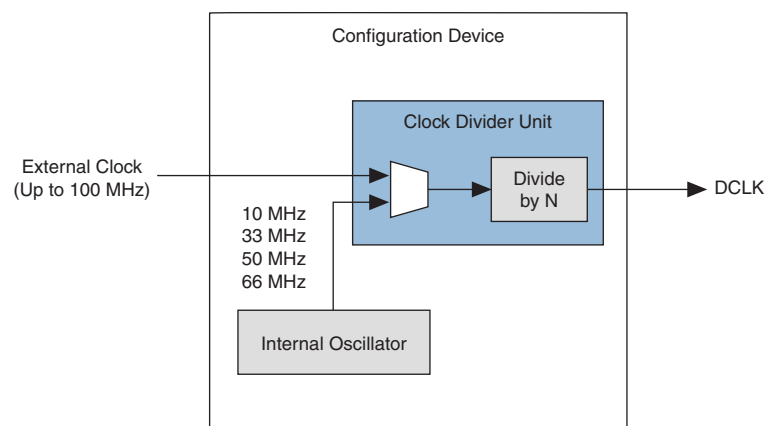 Configuration Device
Clock Divider Unit
External Clock
(Up to 100 MHz)
Divide
by N
DCLK
10 MHz
33 MHz
50 MHz
66 MHz
Internal Oscillator